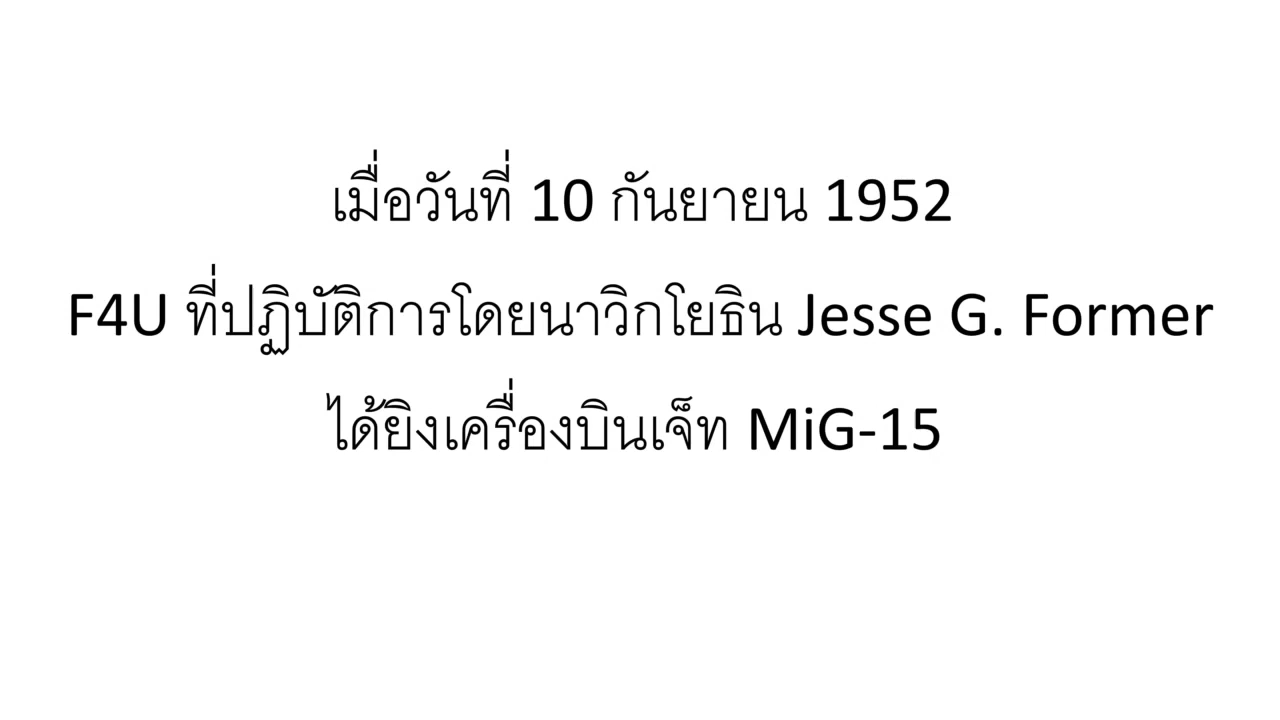 เมื่อวันที่ 10 กันยายน 1952
F4U ที่ปฏิบัติการโดยนาวิกโยธิน Jesse G. Former
ได้ยิงเครื่องบินเจ็ท MiG-15